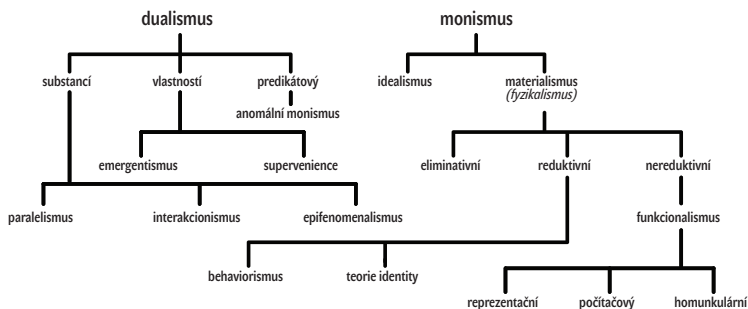 dualismus monismus
substancí vlastností predikátový idealismus materialismus
(fyzikalismus)
anomální monismus
emergentismus supervenience eliminativní reduktivní nereduktivní
paralelismus interakcionismus epifenomenalismus funkcionalismus
behaviorismus teorie identity
reprezentační počítačový homunkulární